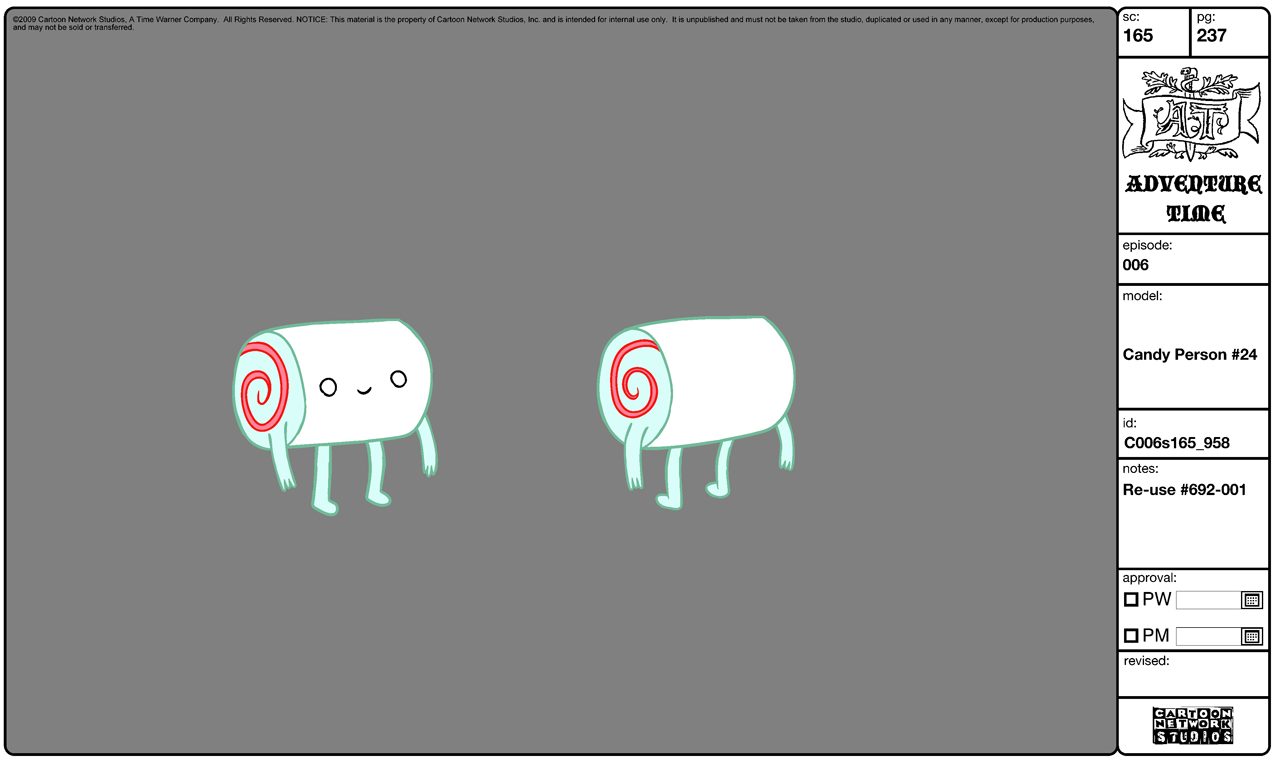 ©2009 Cartoon Network Studios, A Time Warner Company. All Rights Reserved. NOTICE: This material is the property of Cartoon Network Studios, Inc. and is intended for internal use only. It is unpublished and must not be taken from the studio, duplicated or used in any manner, except for production purposes,
and may not be sold or transferred.
sc:
165
pg:
237
AT
ADVENTURE
TIME
episode:
006
model:
Candy Person #24
id:
C006s165_958
notes:
Re-use #692-001
approval:
PW
PM
revised:
CARTOON
NETWORK
STUDIOS